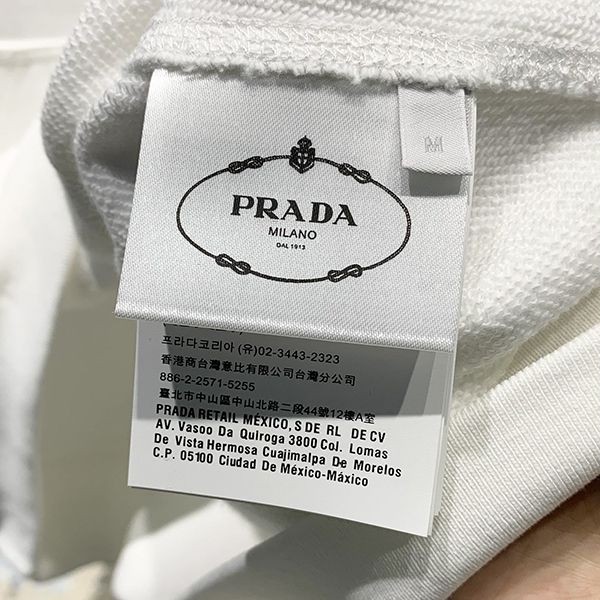 PRADA
MILANO
DAL 1913
M
프라다코리아 (유)02-3443-2323
香港商台灣意比有限公司台灣分公司
886-2-2571-5255
臺北市中山區中山北路二段44號12樓A室
PRADA RETAIL MÉXICO, S DE RL DE CV
AV. Vasoo Da Quiroga 3800 Col. Lomas
De Vista Hermosa Cuajimalpa De Morelos
C.P. 05100 Ciudad De México-Máxico